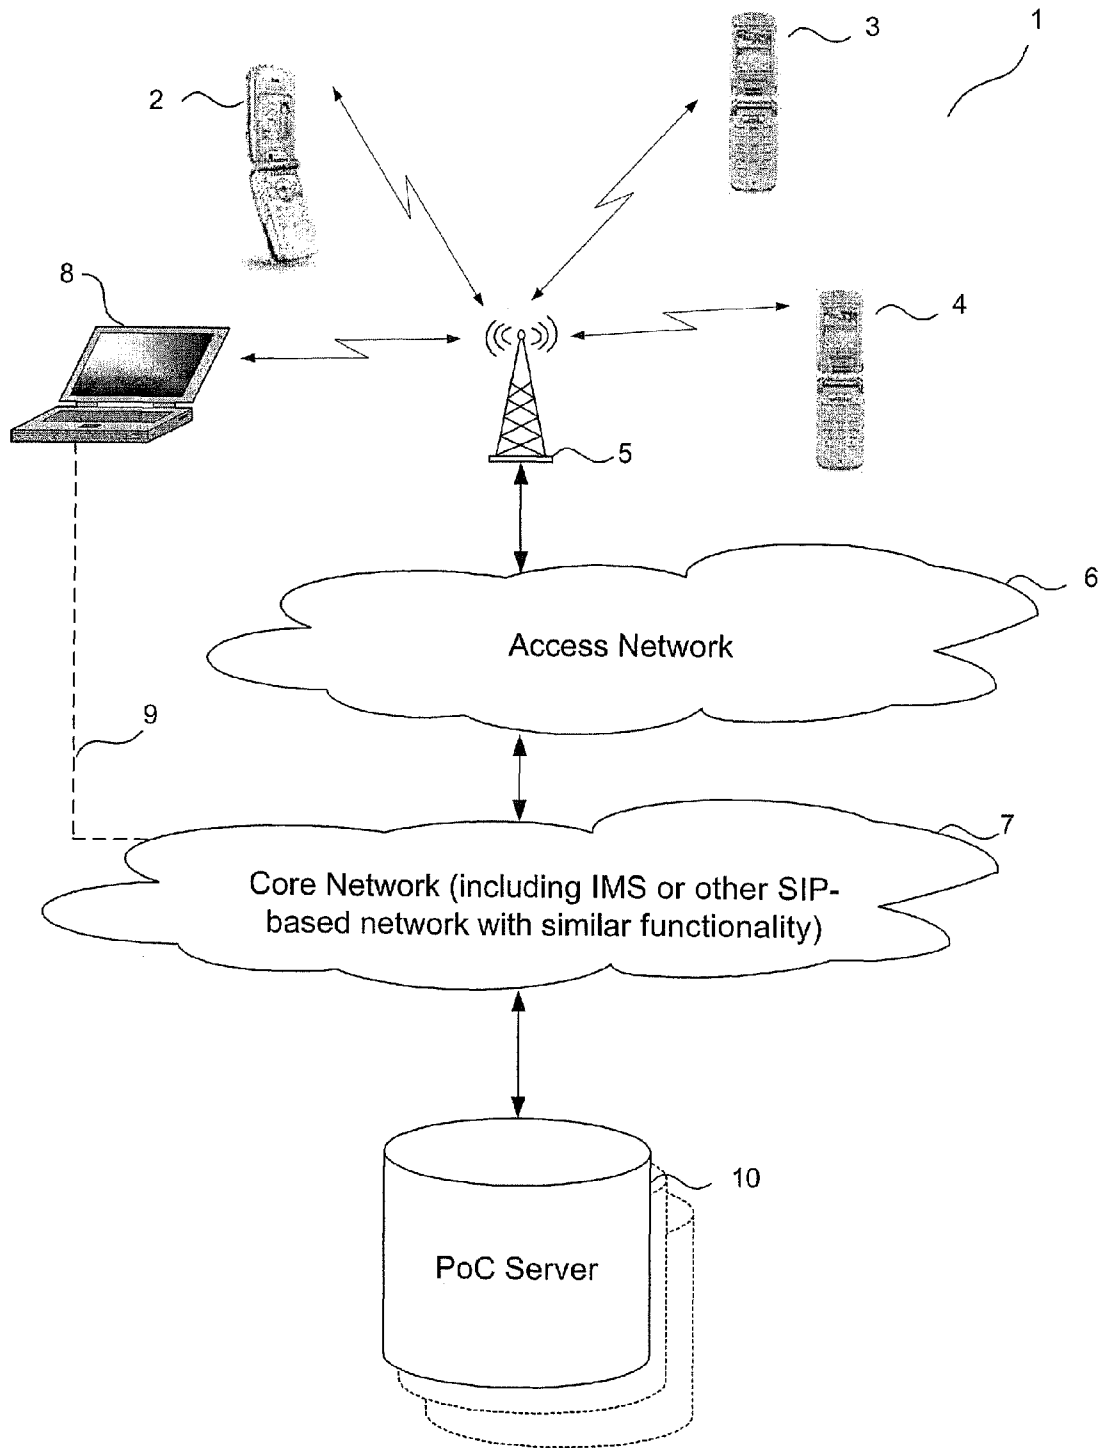 1
3
2
8
4
5
6
Access Network
9
7
Core Network (including IMS or other SIP-
based network with similar functionality)
10
PoC Server